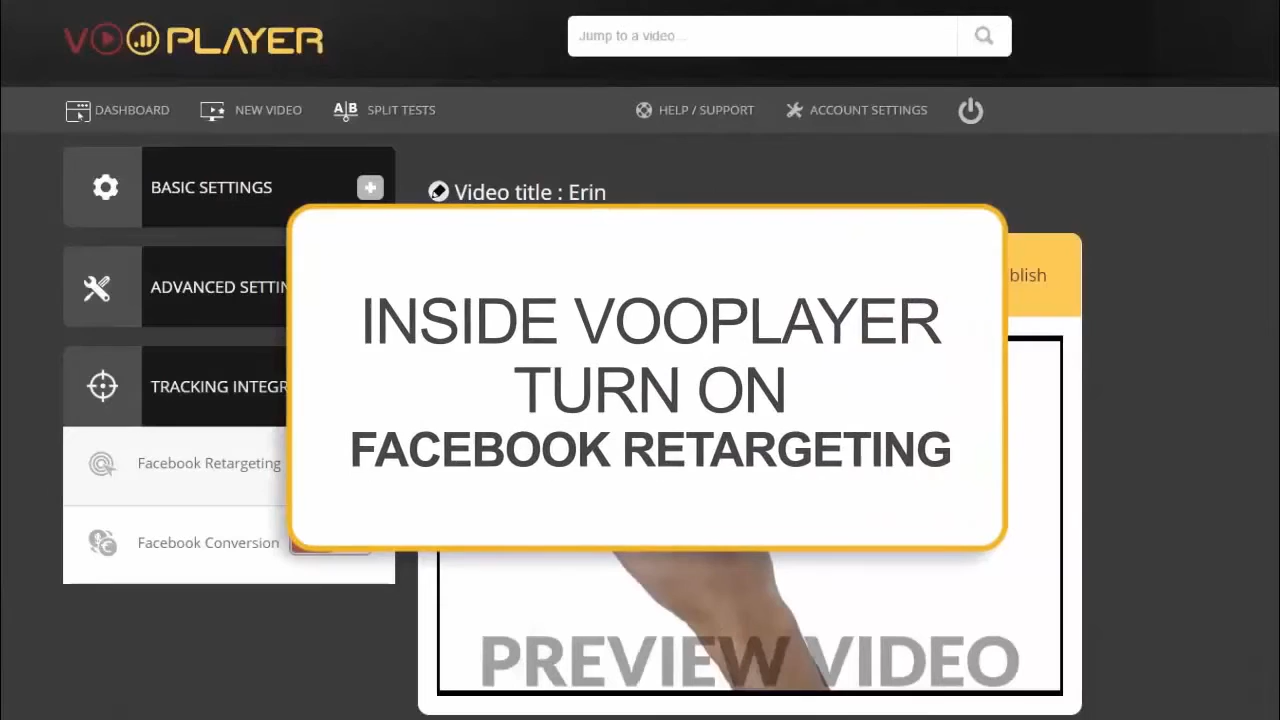 VOOPLAYER
Jump to a video ...
DASHBOARD
NEW VIDEO
A|B SPLIT TESTS
HELP / SUPPORT
ACCOUNT SETTINGS
BASIC SETTINGS
Video title : Erin
ADVANCED SETTIN
blish
INSIDE VOOPLAYER
TURN ON
FACEBOOK RETARGETING
TRACKING INTEGR
Facebook Retargeting
Facebook Conversion
PREVIEW VIDEO